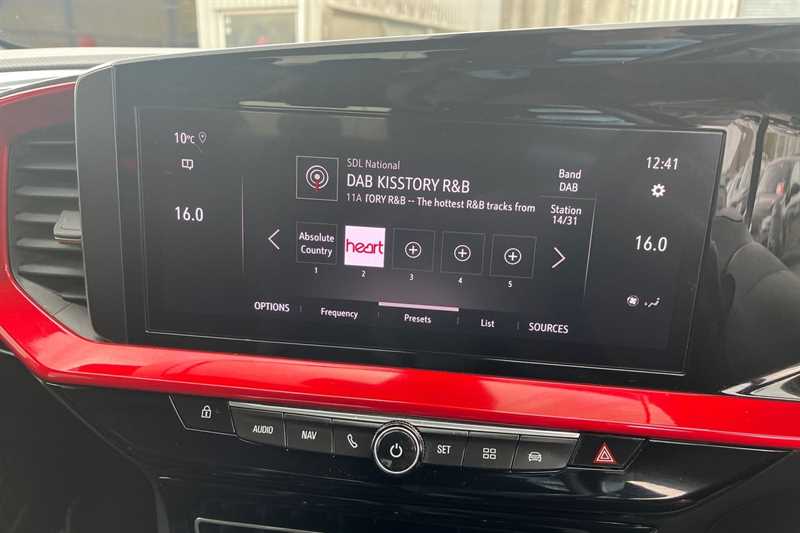 10°C
12:41
SDL National
DAB KISSTORY R&B
11A TORY R&B -- The hottest R&B tracks from
Band
DAB
Station
14/31
16.0
16.0
Absolute
Country
heart
1
2
3
4
5
OPTIONS
Frequency
Presets
List
SOURCES
AUDIO
NAV
SET